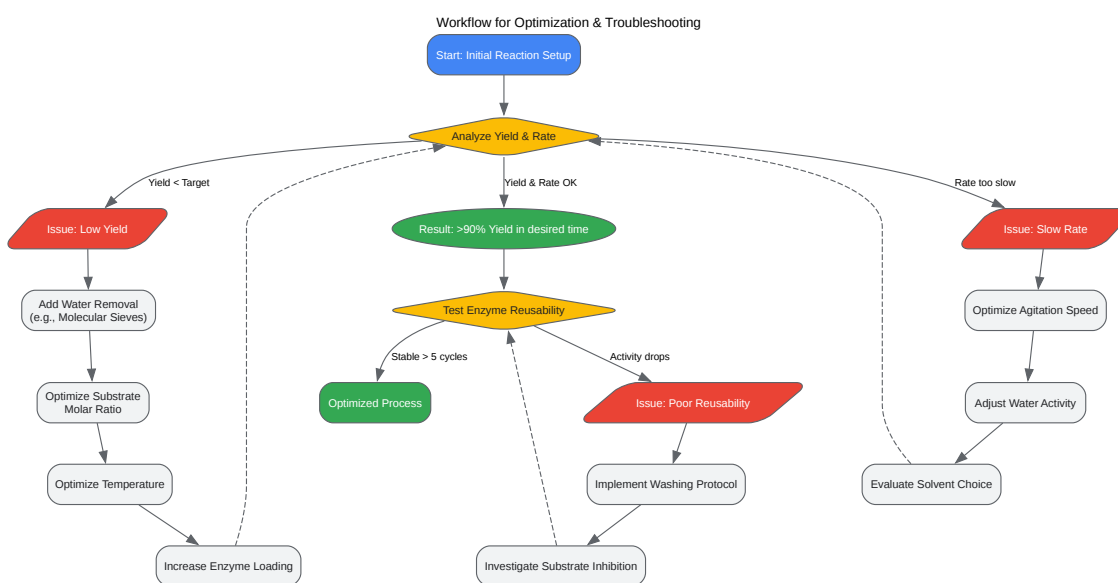 Workflow for Optimization & Troubleshooting
Start: Initial Reaction Setup
Analyze Yield & Rate
Yield < Target
Yield & Rate OK
Rate too slow
Issue: Low Yield
Result: >90% Yield in desired time
Issue: Slow Rate
Add Water Removal
(e.g., Molecular Sieves)
Test Enzyme Reusability
Optimize Agitation Speed
Stable > 5 cycles
Activity drops
Optimize Substrate
Molar Ratio
Optimized Process
Issue: Poor Reusability
Adjust Water Activity
Optimize Temperature
Implement Washing Protocol
Evaluate Solvent Choice
Increase Enzyme Loading
Investigate Substrate Inhibition